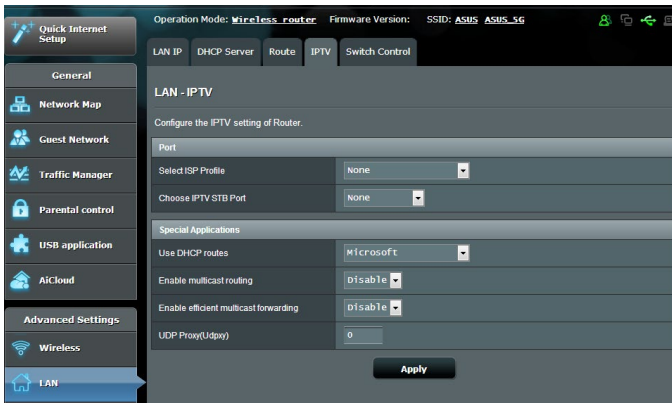 Operation Mode: Wireless router Firmware Version: SSID: ASUS ASUS_5G
Quick Internet
Setup
General
Network Map
Guest Network
Traffic Manager
Parental control
USB application
AiCloud
Advanced Settings
Wireless
LAN
LAN IP DHCP Server Route IPTV Switch Control
LAN - IPTV
Configure the IPTV setting of Router.
Port
Select ISP Profile None
Choose IPTV STB Port None
Special Applications
Use DHCP routes Microsoft
Enable multicast routing Disable
Enable efficient multicast forwarding Disable
UDP Proxy(Udpxy) 0
Apply